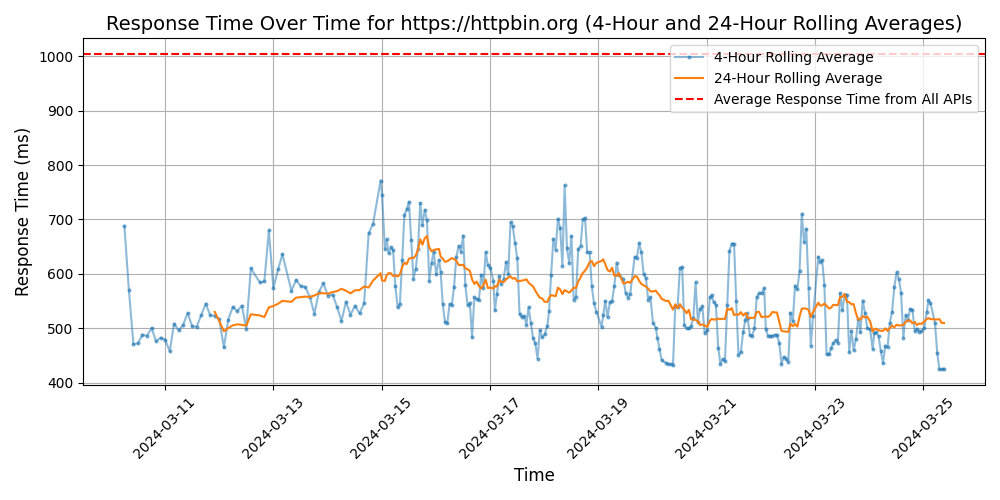 Response Time Over Time for https://httpbin.org (4-Hour and 24-Hour Rolling Averages)
4-Hour Rolling Average
24-Hour Rolling Average
Average Response Time from All APIs
Response Time (ms)
1000
900
800
700
600
500
400
2024-03-11
2024-03-13
2024-03-15
2024-03-17
2024-03-19
2024-03-21
2024-03-23
2024-03-25
Time